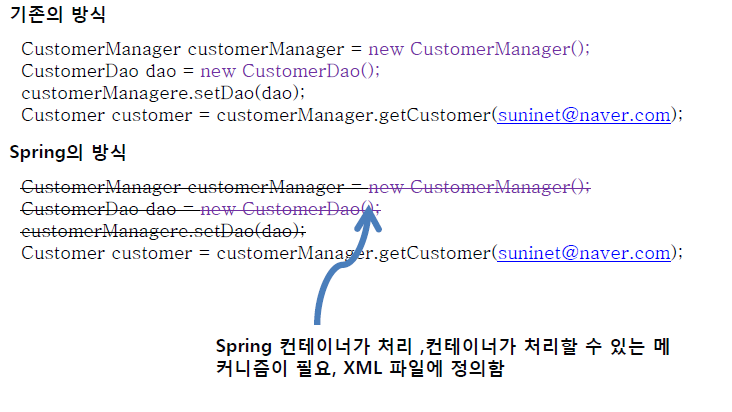 기존의 방식
CustomerManager customerManager = new CustomerManager();
CustomerDao dao = new CustomerDao();
customerManagere.setDao(dao);
Customer customer = customerManager.getCustomer(suninet@naver.com);
Spring의 방식
CustomerManager customerManager = new CustomerManager();
CustomerDao dao = new CustomerDao();
customerManagere.setDao(dao);
Customer customer = customerManager.getCustomer(suninet@naver.com);
Spring 컨테이너가 처리 ,컨테이너가 처리할 수 있는 메
커니즘이 필요, XML 파일에 정의함